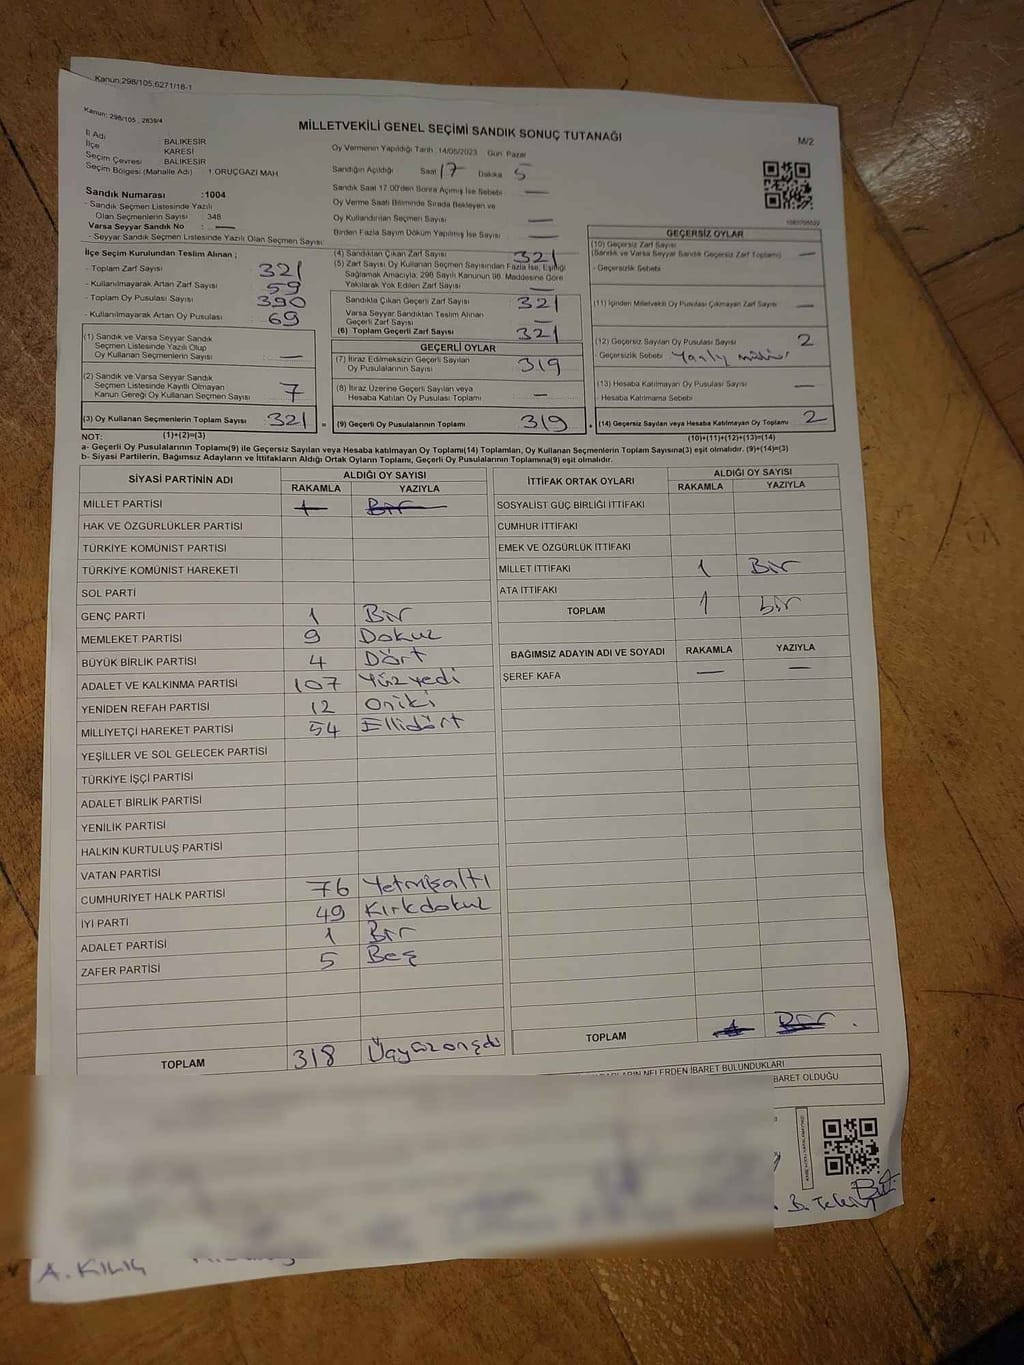 Kanun;298/105,6271/18-1
Kanun: 298/105 , 2839/4
MİLLETVEKİLİ GENEL SEÇİMİ SANDIK SONUÇ TUTANAĞI
M/2
İl Adı BALIKESİR
İlçe KARESİ
Seçim Çevresi BALIKESİR
Seçim Bölgesi (Mahalle Adı) 1.ORUÇGAZİ MAH
Sandık Numarası :1004
- Sandık Seçmen Listesinde Yazılı
Olan Seçmenlerin Sayısı : 348
Varsa Seyyar Sandık No : —
- Seyyar Sandık Seçmen Listesinde Yazılı Olan Seçmen Sayısı
Oy Vermenin Yapıldığı Tarih :14/05/2023 Gün Pazar
Sandığın Açıldığı Saat 17 Dakika 5
Sandık Saat 17.00'den Sonra Açılmış İse Sebebi —
Oy Verme Saati Bitiminde Sırada Bekleyen ve
Oy Kullandırılan Seçmen Sayısı —
Birden Fazla Sayım Döküm Yapılmış İse Sayısı —
İlçe Seçim Kurulundan Teslim Alınan ;
- Toplam Zarf Sayısı 321
- Kullanılmayarak Artan Zarf Sayısı 59
- Toplam Oy Pusulası Sayısı 390
- Kullanılmayarak Artan Oy Pusulası 69
(1) Sandık ve Varsa Seyyar Sandık
Seçmen Listesinde Yazılı Olup
Oy Kullanan Seçmenlerin Sayısı —
(2) Sandık ve Varsa Seyyar Sandık
Seçmen Listesinde Kayıtlı Olmayan
Kanun Gereği Oy Kullanan Seçmen Sayısı 7
(3) Oy Kullanan Seçmenlerin Toplam Sayısı 321
(4) Sandıktan Çıkan Zarf Sayısı 321
(5) Zarf Sayısı Oy Kullanan Seçmen Sayısından Fazla İse, Eşitliği
Sağlamak Amacıyla; 298 Sayılı Kanunun 98. Maddesine Göre
Yakılarak Yok Edilen Zarf Sayısı —
Sandıkta Çıkan Geçerli Zarf Sayısı 321
Varsa Seyyar Sandıktan Teslim Alınan
Geçerli Zarf Sayısı —
(6) Toplam Geçerli Zarf Sayısı 321
GEÇERLİ OYLAR
(7) İtiraz Edilmeksizin Geçerli Sayılan
Oy Pusulalarının Sayısı 319
(8) İtiraz Üzerine Geçerli Sayılan veya
Hesaba Katılan Oy Pusulası Toplamı —
(9) Geçerli Oy Pusulalarının Toplamı 319
GEÇERSİZ OYLAR
(10) Geçersiz Zarf Sayısı
(Sandık ve Varsa Seyyar Sandık Geçersiz Zarf Toplamı) —
- Geçersizlik Sebebi
(11) İçinden Milletvekili Oy Pusulası Çıkmayan Zarf Sayısı —
(12) Geçersiz Sayılan Oy Pusulası Sayısı 2
- Geçersizlik Sebebi
(13) Hesaba Katılmayan Oy Pusulası Sayısı —
- Hesaba Katılmama Sebebi
(14) Geçersiz Sayılan veya Hesaba Katılmayan Oy Toplamı 2
NOT: (1)+(2)=(3) (10)+(11)+(12)+(13)=(14)
a- Geçerli Oy Pusulalarının Toplamı(9) ile Geçersiz Sayılan veya Hesaba katılmayan Oy Toplamı(14) Toplamları, Oy Kullanan Seçmenlerin Toplam Sayısına(3) eşit olmalıdır. (9)+(14)=(3)
b- Siyasi Partilerin, Bağımsız Adayların ve İttifakların Aldığı Ortak Oyların Toplamı, Geçerli Oy Pusulalarının Toplamına(9) eşit olmalıdır.
SİYASİ PARTİNİN ADI ALDIĞI OY SAYISI
RAKAMLA YAZIYLA
MİLLET PARTİSİ 1 Bir
HAK VE ÖZGÜRLÜKLER PARTİSİ
TÜRKİYE KOMÜNİST PARTİSİ
TÜRKİYE KOMÜNİST HAREKETİ
SOL PARTİ
GENÇ PARTİ 1 Bir
MEMLEKET PARTİSİ 9 Dokuz
BÜYÜK BİRLİK PARTİSİ 4 Dört
ADALET VE KALKINMA PARTİSİ 107 Yüzyedi
YENİDEN REFAH PARTİSİ 12 Oniki
MİLLİYETÇİ HAREKET PARTİSİ 54 Ellidört
YEŞİLLER VE SOL GELECEK PARTİSİ
TÜRKİYE İŞÇİ PARTİSİ
ADALET BİRLİK PARTİSİ
YENİLİK PARTİSİ
HALKIN KURTULUŞ PARTİSİ
VATAN PARTİSİ
CUMHURİYET HALK PARTİSİ 76 Yetmişaltı
İYİ PARTİ 49 Kırkdokuz
ADALET PARTİSİ 1 Bir
ZAFER PARTİSİ 5 Beş
TOPLAM 318
İTTİFAK ORTAK OYLARI ALDIĞI OY SAYISI
RAKAMLA YAZIYLA
SOSYALİST GÜÇ BİRLİĞİ İTTİFAKI
CUMHUR İTTİFAKI
EMEK VE ÖZGÜRLÜK İTTİFAKI
MİLLET İTTİFAKI 1 Bir
ATA İTTİFAKI
TOPLAM 1 bir
BAĞIMSIZ ADAYIN ADI VE SOYADI RAKAMLA YAZIYLA
ŞEREF KAFA — —
TOPLAM 1 Bir
NELERDEN İBARET BULUNDUKLARI
İBARET OLDUĞU
A. Kılıç